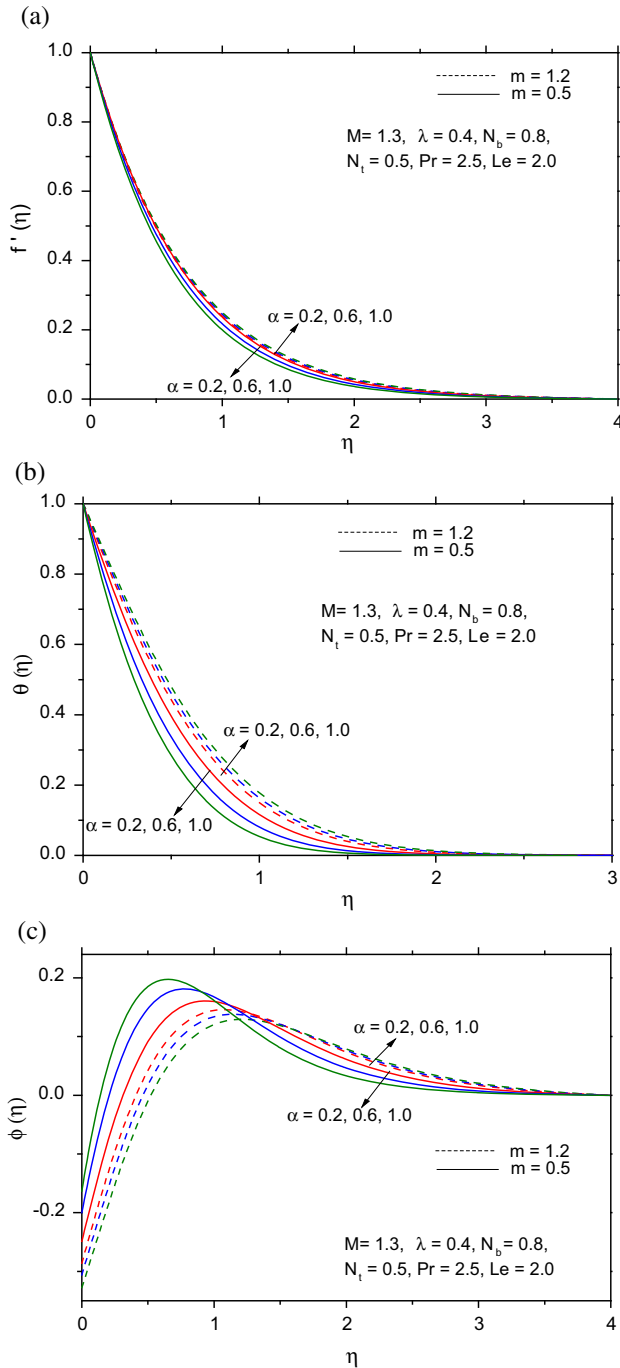 (a)
1.0
0.8
0.6
0.4
0.2
0.0
f ' (η)
m = 1.2
m = 0.5
M= 1.3, λ = 0.4, N_b = 0.8,
N_t = 0.5, Pr = 2.5, Le = 2.0
α = 0.2, 0.6, 1.0
α = 0.2, 0.6, 1.0
0 1 2 3 4
η
(b)
1.0
0.8
0.6
0.4
0.2
0.0
θ (η)
m = 1.2
m = 0.5
M= 1.3, λ = 0.4, N_b = 0.8,
N_t = 0.5, Pr = 2.5, Le = 2.0
α = 0.2, 0.6, 1.0
α = 0.2, 0.6, 1.0
0 1 2 3
η
(c)
0.2
0.0
-0.2
ϕ (η)
α = 0.2, 0.6, 1.0
α = 0.2, 0.6, 1.0
m = 1.2
m = 0.5
M= 1.3, λ = 0.4, N_b = 0.8,
N_t = 0.5, Pr = 2.5, Le = 2.0
0 1 2 3 4
η